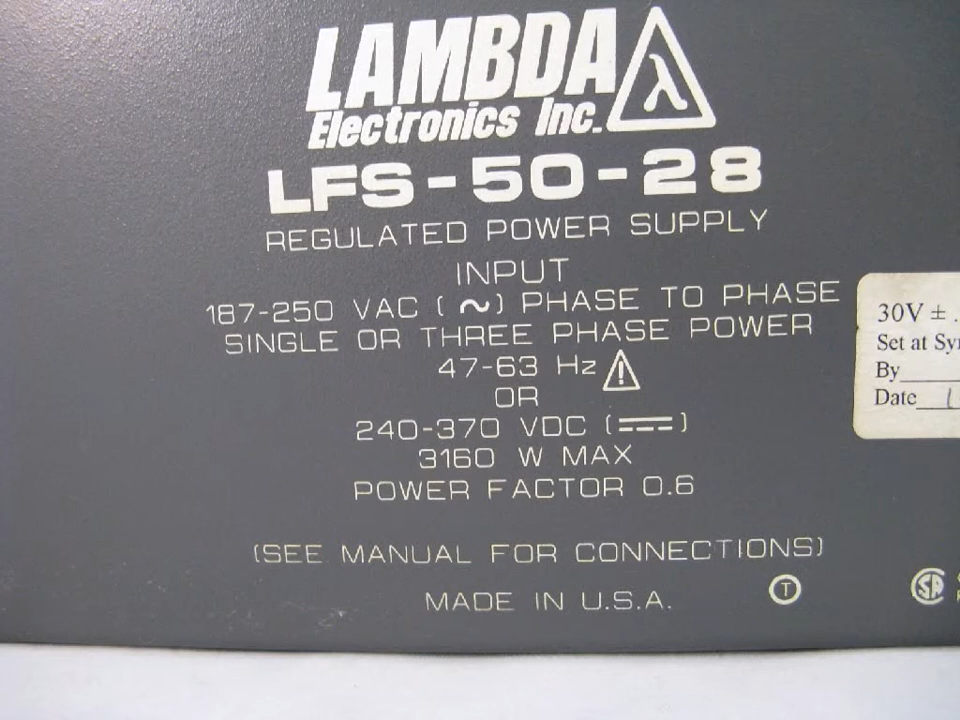 LAMBDA
Electronics Inc.
LFS-50-28
REGULATED POWER SUPPLY
INPUT
187-250 VAC (~) PHASE TO PHASE
SINGLE OR THREE PHASE POWER
47-63 Hz
OR
240-370 VDC (⎓)
3160 W MAX
POWER FACTOR 0.6
(SEE MANUAL FOR CONNECTIONS)
MADE IN U.S.A.
T
30V ± .
Set at
By
Date